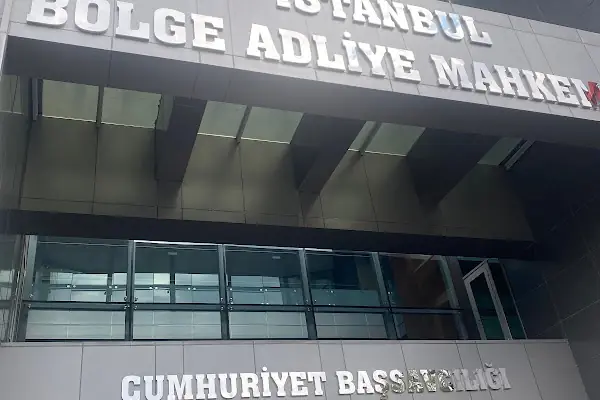 İSTANBUL
BÖLGE ADLİYE MAHKEM
CUMHURİYET BAŞSAVCILIĞI